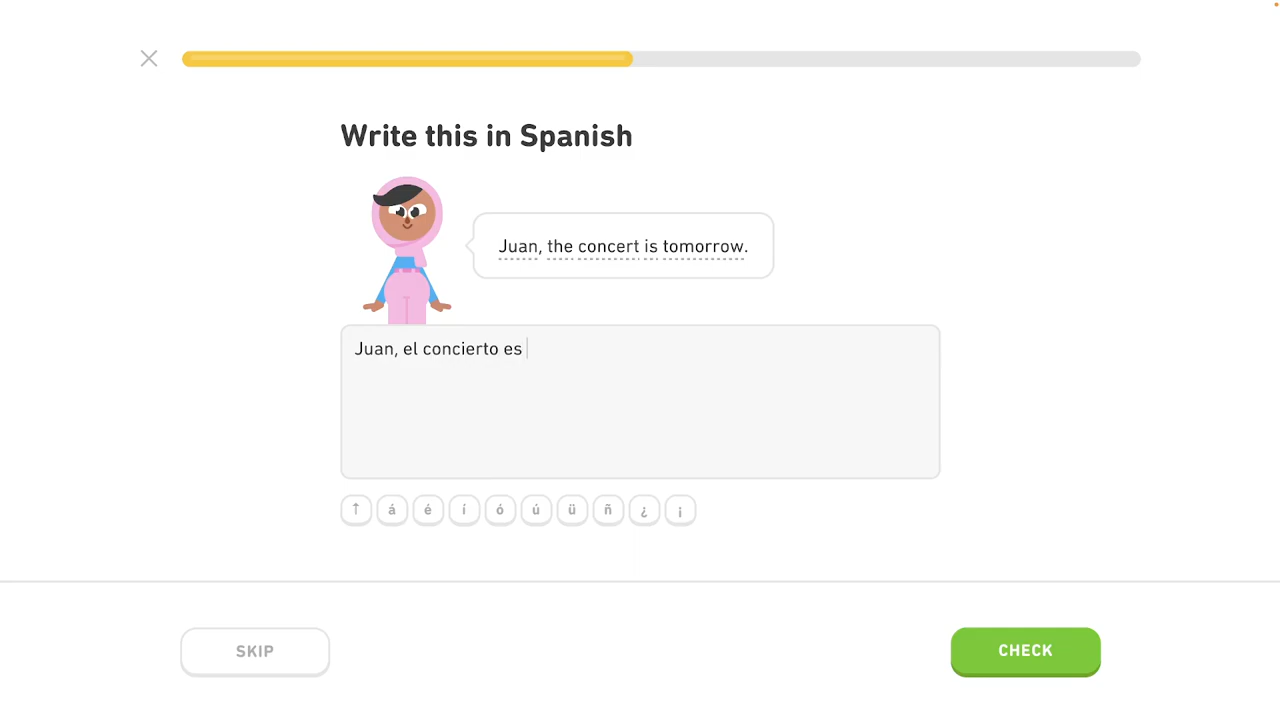 Write this in Spanish
Juan, the concert is tomorrow.
Juan, el concierto es
↑ á é í ó ú ü ñ ¿ ¡
SKIP
CHECK